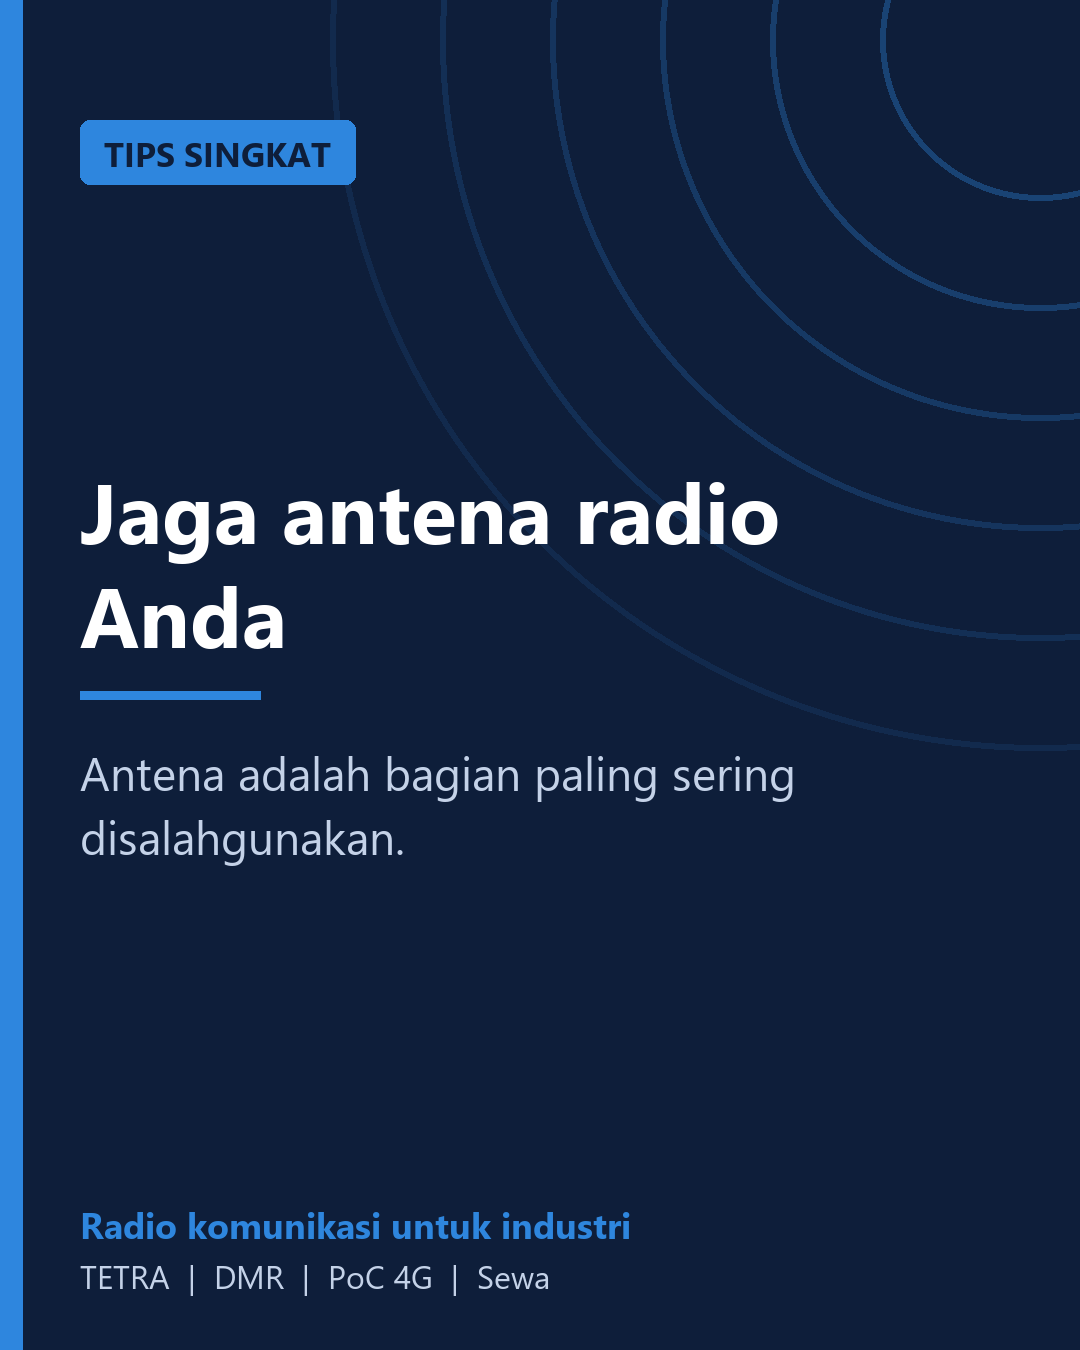 TIPS SINGKAT
Jaga antena radio
Anda
Antena adalah bagian paling sering
disalahgunakan.
Radio komunikasi untuk industri
TETRA | DMR | PoC 4G | Sewa